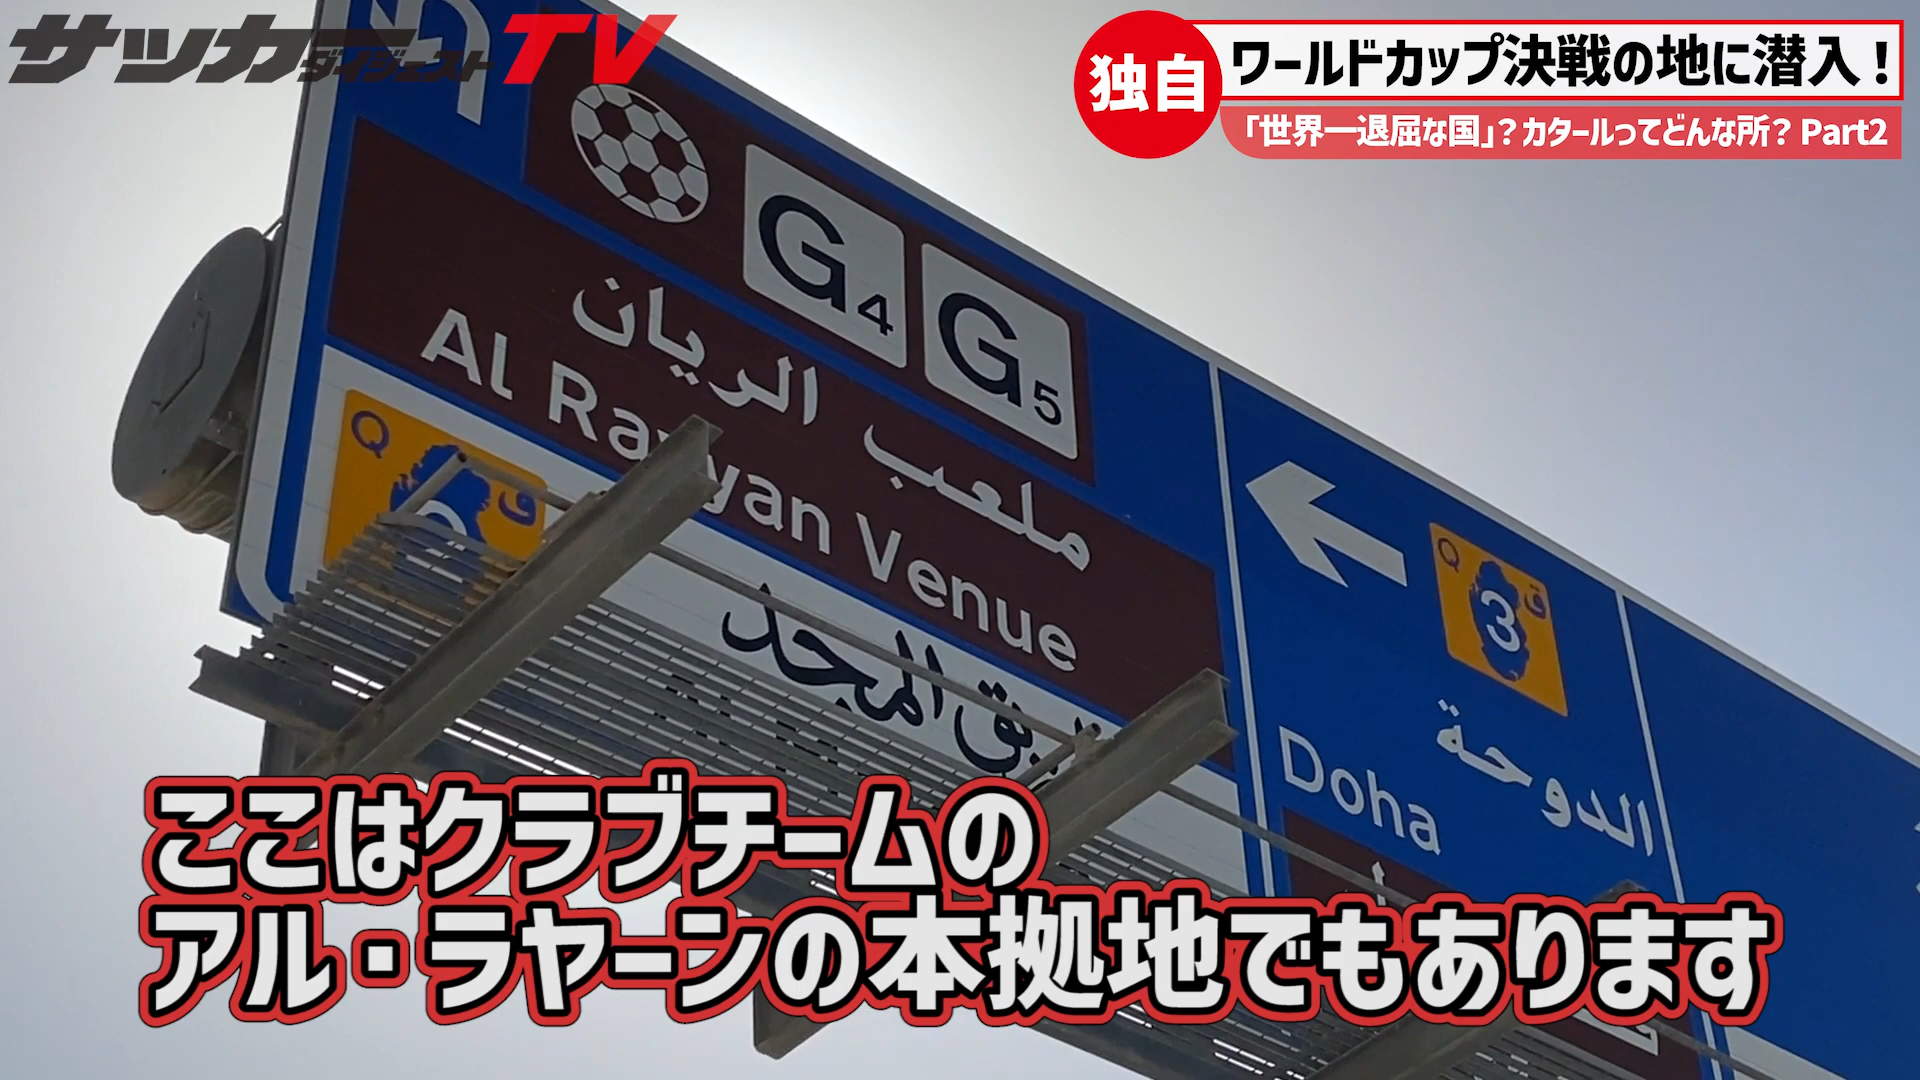 サッカーダイジェストTV
独自
ワールドカップ決戦の地に潜入！
「世界一退屈な国」？カタールってどんな所？ Part2
G4
G5
ملعب الريان
Al Rayyan Venue
Q
ق
المجد
3
Q
ق
الدوحة
Doha
ここはクラブチームの
アル・ラヤーンの本拠地でもあります